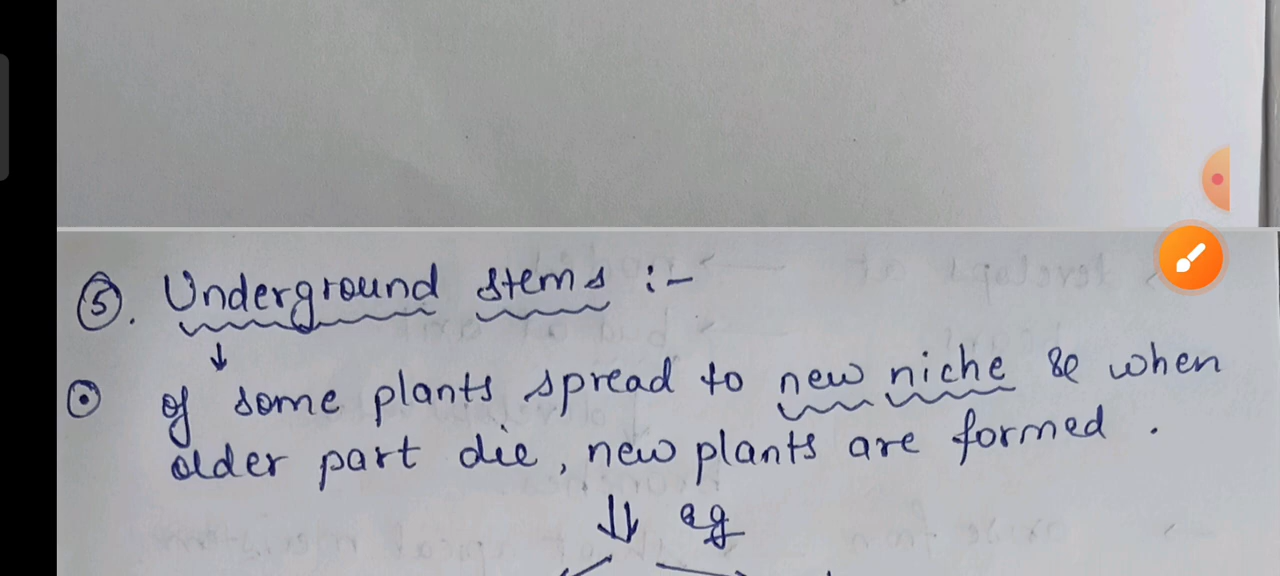 ⑤. Underground stems :-
↓
⊙ of some plants spread to new niche & when
older part die, new plants are formed .
⇓ eg